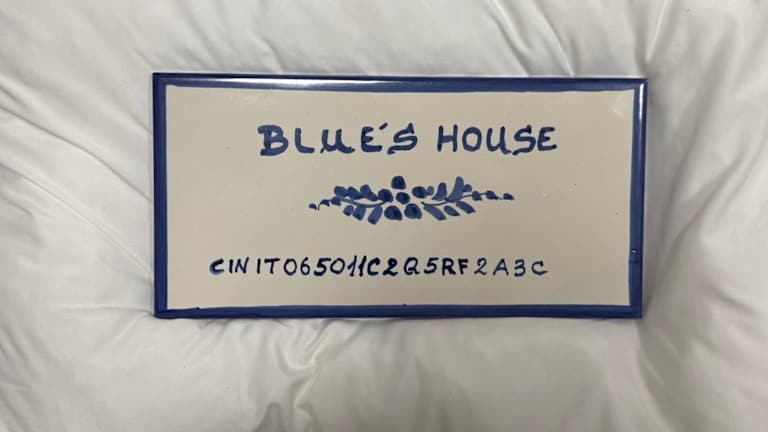 BLUE'S HOUSE
CIN IT065011C2Q5RF2A3C